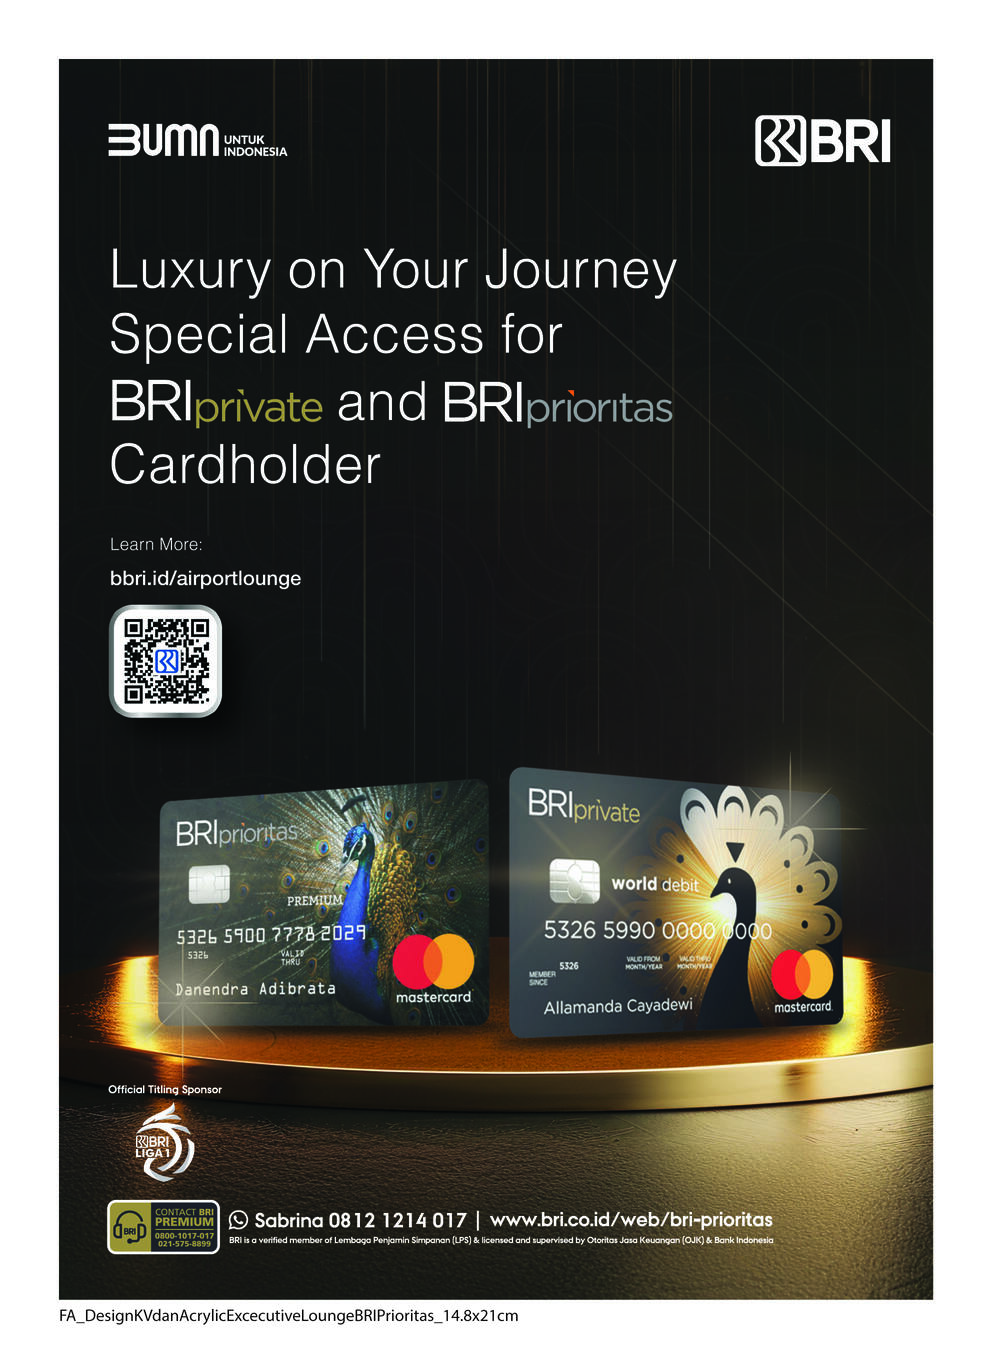 BUMN UNTUK
INDONESIA
BRI
Luxury on Your Journey
Special Access for
BRIprivate and BRIprioritas
Cardholder
Learn More:
bbri.id/airportlounge
BRIprioritas
PREMIUM
5326 5900 7778 2029
5326 VALID
THRU
Danendra Adibrata
mastercard
BRIprivate
world debit
5326 5990 0000 0000
MEMBER
SINCE
5326
VALID FROM
MONTH/YEAR
VALID THRU
MONTH/YEAR
Allamanda Cayadewi
mastercard
Official Titling Sponsor
BRI
LIGA 1
BRI
CONTACT BRI
PREMIUM
0800-1017-017
021-575-8899
Sabrina 0812 1214 017 | www.bri.co.id/web/bri-prioritas
BRI is a verified member of Lembaga Penjamin Simpanan (LPS) & licensed and supervised by Otoritas Jasa Keuangan (OJK) & Bank Indonesia
FA_DesignKVdanAcrylicExcecutiveLoungeBRIPrioritas_14.8x21cm